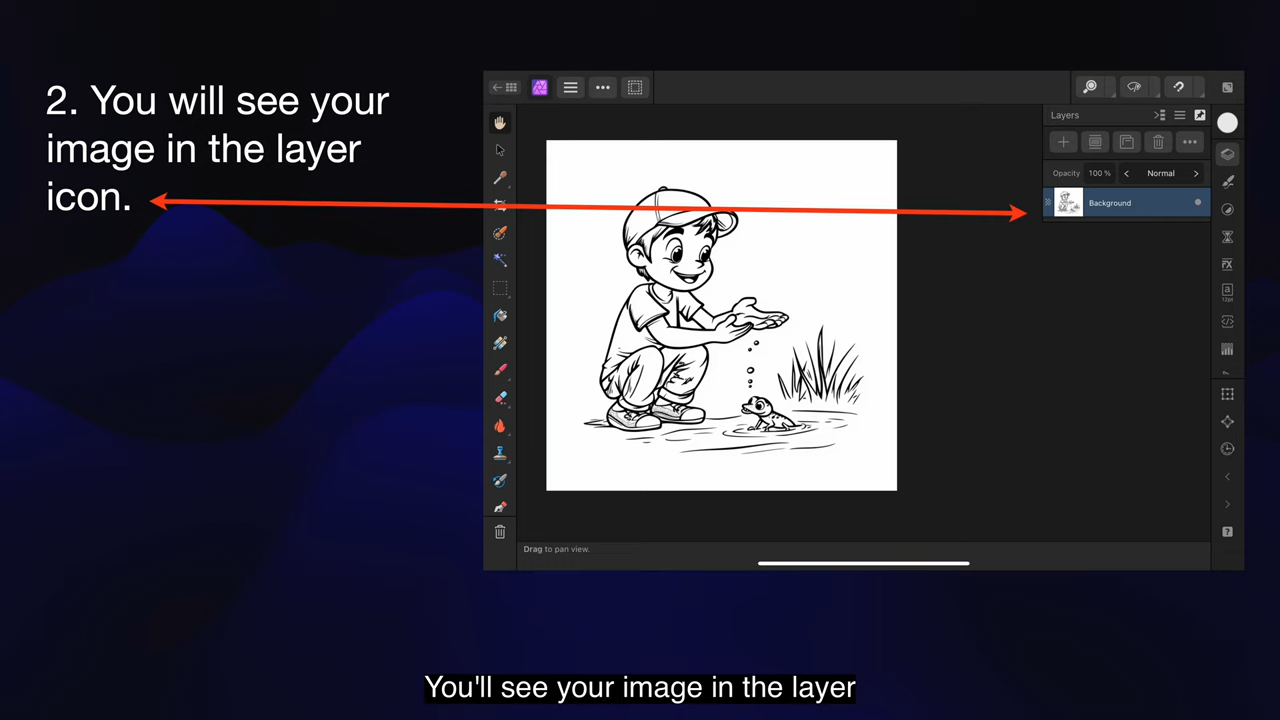 2. You will see your
image in the layer
icon.
Layers
Opacity 100 % Normal
Background
a
12pt
Drag to pan view.
You'll see your image in the layer